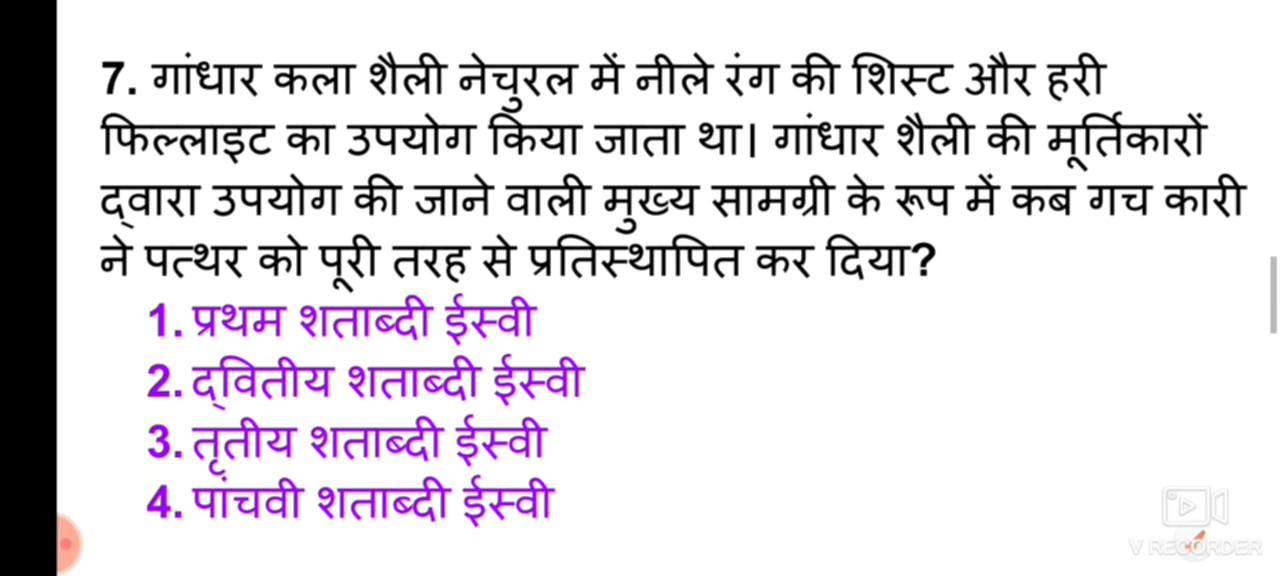 7. गांधार कला शैली नेचुरल में नीले रंग की शिस्ट और हरी
फिल्लाइट का उपयोग किया जाता था| गांधार शैली की मूर्तिकारों
द्वारा उपयोग की जाने वाली मुख्य सामग्री के रूप में कब गच कारी
ने पत्थर को पूरी तरह से प्रतिस्थापित कर दिया?
1. प्रथम शताब्दी ईस्वी
2. द्वितीय शताब्दी ईस्वी
3. तृतीय शताब्दी ईस्वी
4. पांचवी शताब्दी ईस्वी
V RECORDER